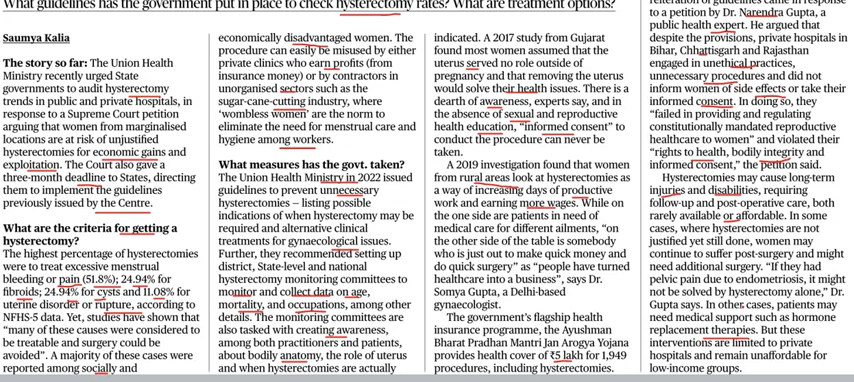 What guidelines has the government put in place to check hysterectomy rates? What are treatment options?
Saumya Kalia
The story so far: The Union Health
Ministry recently urged State
governments to audit hysterectomy
trends in public and private hospitals, in
response to a Supreme Court petition
arguing that women from marginalised
locations are at risk of unjustified
hysterectomies for economic gains and
exploitation. The Court also gave a
three-month deadline to States, directing
them to implement the guidelines
previously issued by the Centre.
What are the criteria for getting a
hysterectomy?
The highest percentage of hysterectomies
were to treat excessive menstrual
bleeding or pain (51.8%); 24.94% for
fibroids; 24.94% for cysts and 11.08% for
uterine disorder or rupture, according to
NFHS-5 data. Yet, studies have shown that
"many of these causes were considered to
be treatable and surgery could be
avoided". A majority of these cases were
reported among socially and
economically disadvantaged women. The
procedure can easily be misused by either
private clinics who earn profits (from
insurance money) or by contractors in
unorganised sectors such as the
sugar-cane-cutting industry, where
'wombless women' are the norm to
eliminate the need for menstrual care and
hygiene among workers.
What measures has the govt. taken?
The Union Health Ministry in 2022 issued
guidelines to prevent unnecessary
hysterectomies — listing possible
indications of when hysterectomy may be
required and alternative clinical
treatments for gynaecological issues.
Further, they recommended setting up
district, State-level and national
hysterectomy monitoring committees to
monitor and collect data on age,
mortality, and occupations, among other
details. The monitoring committees are
also tasked with creating awareness,
among both practitioners and patients,
about bodily anatomy, the role of uterus
and when hysterectomies are actually
indicated. A 2017 study from Gujarat
found most women assumed that the
uterus served no role outside of
pregnancy and that removing the uterus
would solve their health issues. There is a
dearth of awareness, experts say, and in
the absence of sexual and reproductive
health education, "informed consent" to
conduct the procedure can never be
taken.
A 2019 investigation found that women
from rural areas look at hysterectomies as
a way of increasing days of productive
work and earning more wages. While on
the one side are patients in need of
medical care for different ailments, "on
the other side of the table is somebody
who is just out to make quick money and
do quick surgery" as "people have turned
healthcare into a business", says Dr.
Somya Gupta, a Delhi-based
gynaecologist.
The government's flagship health
insurance programme, the Ayushman
Bharat Pradhan Mantri Jan Arogya Yojana
provides health cover of ₹5 lakh for 1,949
procedures, including hysterectomies.
reiteration of guidelines came in response
to a petition by Dr. Narendra Gupta, a
public health expert. He argued that
despite the provisions, private hospitals in
Bihar, Chhatisgarh and Rajasthan
engaged in unethical practices,
unnecessary procedures and did not
inform women of side effects or take their
informed consent. In doing so, they
"failed in providing and regulating
constitutionally mandated reproductive
healthcare to women" and violated their
"rights to health, bodily integrity and
informed consent," the petition said.
Hysterectomies may cause long-term
injuries and disabilities, requiring
follow-up and post-operative care, both
rarely available or affordable. In some
cases, where hysterectomies are not
justified yet still done, women may
continue to suffer post-surgery and might
need additional surgery. "If they had
pelvic pain due to endometriosis, it might
not be solved by hysterectomy alone," Dr.
Gupta says. In other cases, patients may
need medical support such as hormone
replacement therapies. But these
interventions are limited to private
hospitals and remain unaffordable for
low-income groups.